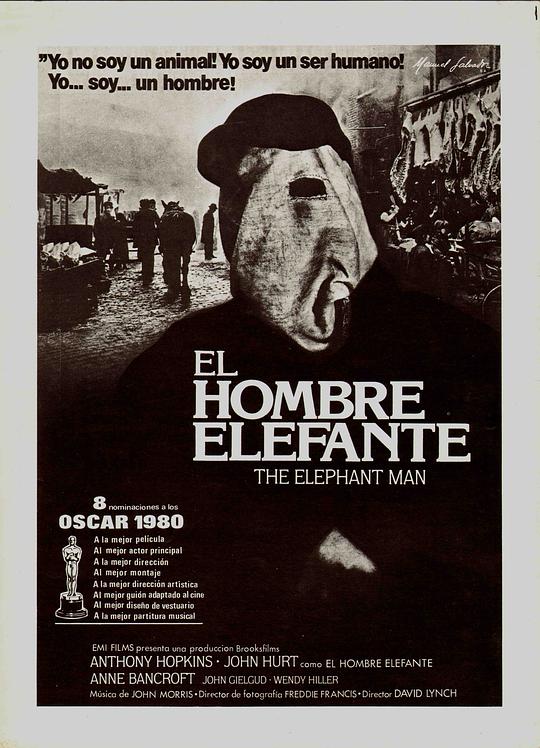 "Yo no soy un animal! Yo soy un ser humano!
Yo... soy... un hombre!
Manuel Salvador
EL
HOMBRE
ELEFANTE
THE ELEPHANT MAN
8 nominaciones a los
OSCAR 1980
A la mejor película
Al mejor actor principal
A la mejor dirección
Al mejor montaje
A la mejor dirección artística
Al mejor guión adaptado al cine
Al mejor diseño de vestuario
A la mejor partitura musical
EMI FILMS presenta una produccion Brooksfilms
ANTHONY HOPKINS · JOHN HURT como EL HOMBRE ELEFANTE
ANNE BANCROFT JOHN GIELGUD · WENDY HILLER
Música de JOHN MORRIS • Director de fotografía FREDDIE FRANCIS • Director DAVID LYNCH